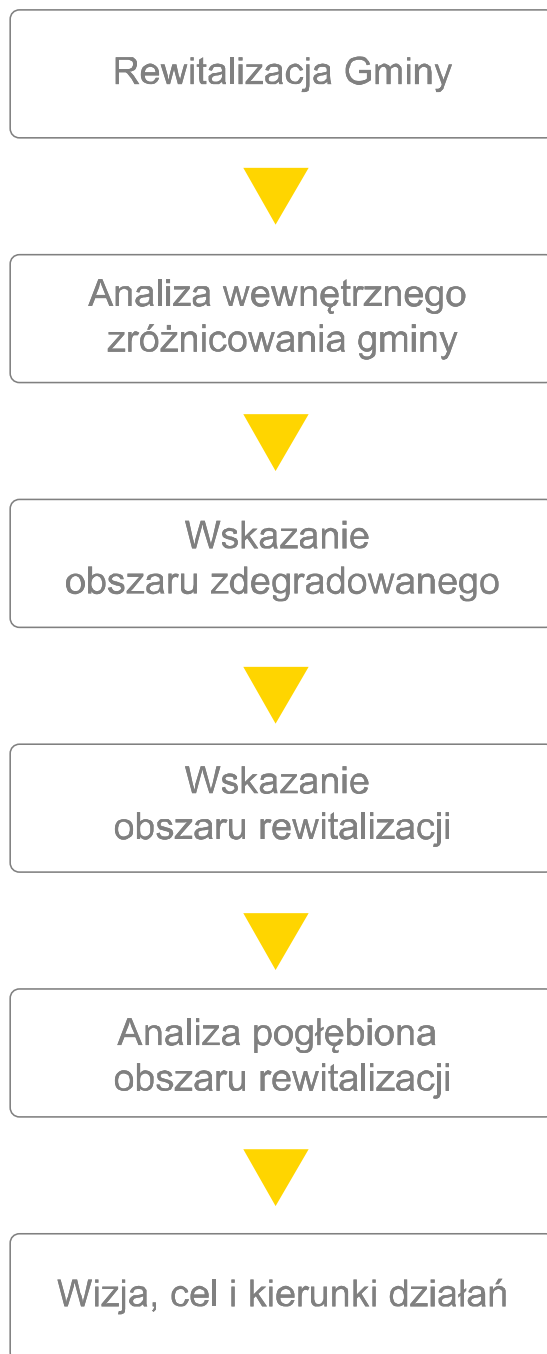 Rewitalizacja Gminy
Analiza wewnętrznego
zróżnicowania gminy
Wskazanie
obszaru zdegradowanego
Wskazanie
obszaru rewitalizacji
Analiza pogłębiona
obszaru rewitalizacji
Wizja, cel i kierunki działań